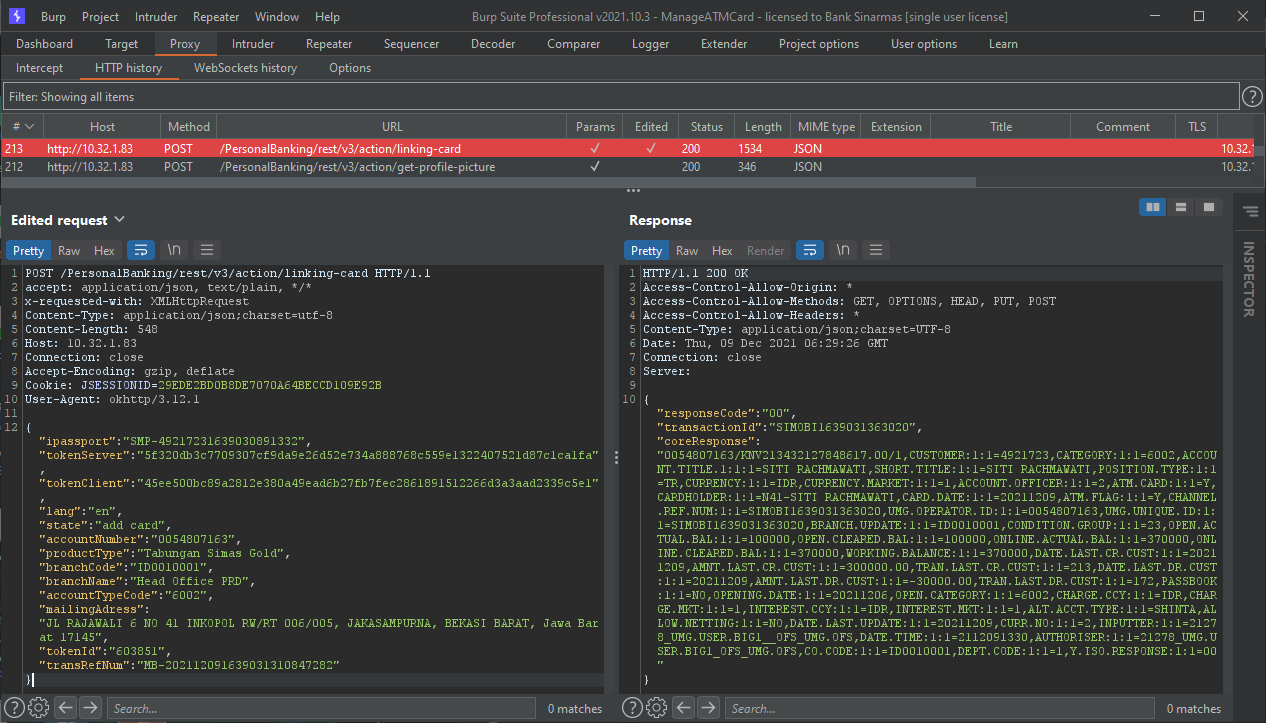 Burp Project Intruder Repeater Window Help Burp Suite Professional v2021.10.3 - ManageATMCard - licensed to Bank Sinarmas [single user license]
Dashboard Target Proxy Intruder Repeater Sequencer Decoder Comparer Logger Extender Project options User options Learn
Intercept HTTP history WebSockets history Options
Filter: Showing all items
# Host Method URL Params Edited Status Length MIME type Extension Title Comment TLS
213 http://10.32.1.83 POST /PersonalBanking/rest/v3/action/linking-card ✓ ✓ 200 1534 JSON 10.32.1
212 http://10.32.1.83 POST /PersonalBanking/rest/v3/action/get-profile-picture ✓ 200 346 JSON 10.32.1
Edited request
Pretty Raw Hex \n
1 POST /PersonalBanking/rest/v3/action/linking-card HTTP/1.1
2 accept: application/json, text/plain, */*
3 x-requested-with: XMLHttpRequest
4 Content-Type: application/json;charset=utf-8
5 Content-Length: 548
6 Host: 10.32.1.83
7 Connection: close
8 Accept-Encoding: gzip, deflate
9 Cookie: JSESSIONID=29EDE2BD0B8DE7070A64BECCD109E92B
10 User-Agent: okhttp/3.12.1
11
12 {
"ipassport":"SMP-49217231639030891332",
"tokenServer":"5f320db3c7709307cf9da9e26d52e734a888768c559e1322407521d87c1ca1fa"
,
"tokenClient":"45ee500bc89a2812e380a49ead6b27fb7fec2861891512266d3a3aad2339c5e1"
,
"lang":"en",
"state":"add card",
"accountNumber":"0054807163",
"productType":"Tabungan Simas Gold",
"branchCode":"ID0010001",
"branchName":"Head Office PRD",
"accountTypeCode":"6002",
"mailingAdress":
"JL RAJAWALI 6 NO 41 INKOPOL RW/RT 006/005, JAKASAMPURNA, BEKASI BARAT, Jawa Bar
at 17145",
"tokenId":"603851",
"transRefNum":"MB-202112091639031310847282"
}
Search... 0 matches
Response
Pretty Raw Hex Render \n
1 HTTP/1.1 200 OK
2 Access-Control-Allow-Origin: *
3 Access-Control-Allow-Methods: GET, OPTIONS, HEAD, PUT, POST
4 Access-Control-Allow-Headers: *
5 Content-Type: application/json;charset=UTF-8
6 Date: Thu, 09 Dec 2021 06:29:26 GMT
7 Connection: close
8 Server:
9
10 {
"responseCode":"00",
"transactionId":"SIMOBI1639031363020",
"coreResponse":
"0054807163/KNV213432127848617.00/1,CUSTOMER:1:1=4921723,CATEGORY:1:1=6002,ACCOU
NT.TITLE.1:1:1=SITI RACHMAWATI,SHORT.TITLE:1:1=SITI RACHMAWATI,POSITION.TYPE:1:1
=TR,CURRENCY:1:1=IDR,CURRENCY.MARKET:1:1=1,ACCOUNT.OFFICER:1:1=2,ATM.CARD:1:1=Y,
CARDHOLDER:1:1=N41-SITI RACHMAWATI,CARD.DATE:1:1=20211209,ATM.FLAG:1:1=Y,CHANNEL
.REF.NUM:1:1=SIMOBI1639031363020,UMG.OPERATOR.ID:1:1=0054807163,UMG.UNIQUE.ID:1:
1=SIMOBI1639031363020,BRANCH.UPDATE:1:1=ID0010001,CONDITION.GROUP:1:1=23,OPEN.AC
TUAL.BAL:1:1=100000,OPEN.CLEARED.BAL:1:1=100000,ONLINE.ACTUAL.BAL:1:1=370000,ONL
INE.CLEARED.BAL:1:1=370000,WORKING.BALANCE:1:1=370000,DATE.LAST.CR.CUST:1:1=2021
1209,AMNT.LAST.CR.CUST:1:1=300000.00,TRAN.LAST.CR.CUST:1:1=213,DATE.LAST.DR.CUST
:1:1=20211209,AMNT.LAST.DR.CUST:1:1=-30000.00,TRAN.LAST.DR.CUST:1:1=172,PASSBOOK
:1:1=NO,OPENING.DATE:1:1=20211206,OPEN.CATEGORY:1:1=6002,CHARGE.CCY:1:1=IDR,CHAR
GE.MKT:1:1=1,INTEREST.CCY:1:1=IDR,INTEREST.MKT:1:1=1,ALT.ACCT.TYPE:1:1=SHINTA,AL
LOW.NETTING:1:1=NO,DATE.LAST.UPDATE:1:1=20211209,CURR.NO:1:1=2,INPUTTER:1:1=2127
8_UMG.USER.BIG1__OFS_UMG.OFS,DATE.TIME:1:1=2112091330,AUTHORISER:1:1=21278_UMG.U
SER.BIG1_OFS_UMG.OFS,CO.CODE:1:1=ID0010001,DEPT.CODE:1:1=1,Y.ISO.RESPONSE:1:1=00
"
}
Search... 0 matches
INSPECTOR